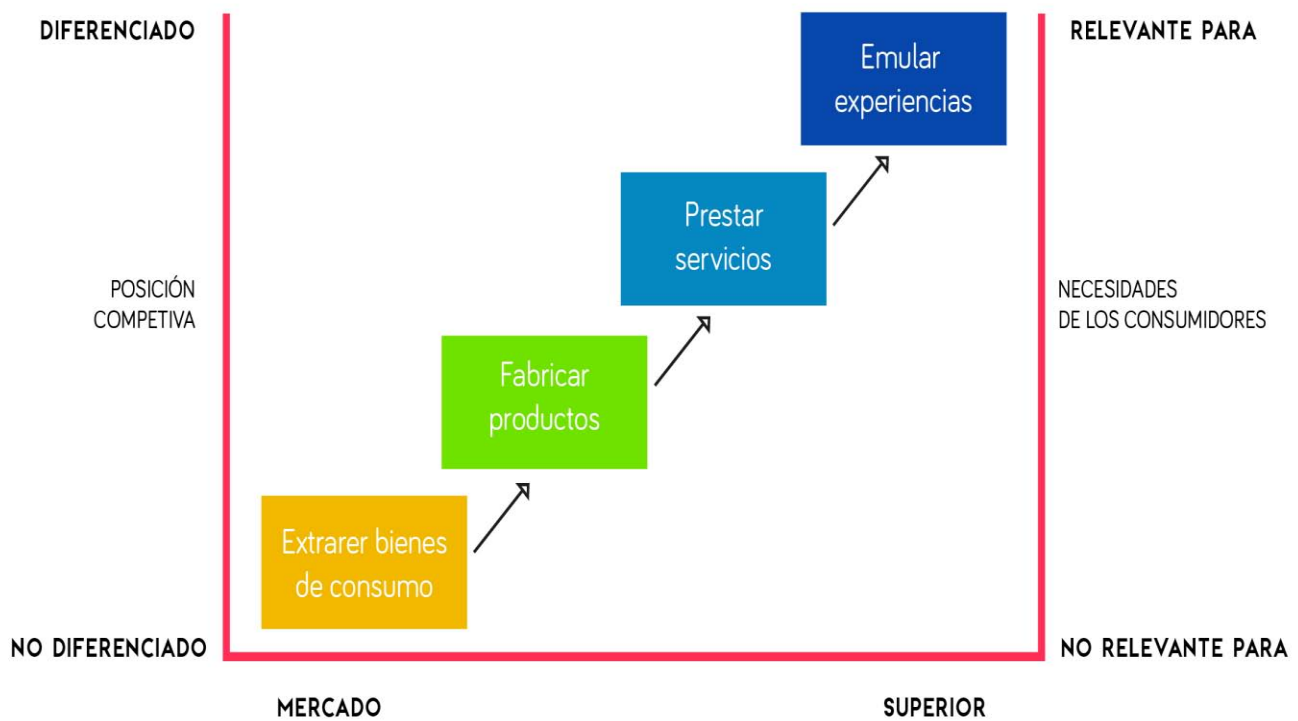 DIFERENCIADO
RELEVANTE PARA
Emular
experiencias
Prestar
servicios
POSICIÓN
COMPETIVA
NECESIDADES
DE LOS CONSUMIDORES
Fabricar
productos
Extrarer bienes
de consumo
NO DIFERENCIADO
NO RELEVANTE PARA
MERCADO
SUPERIOR